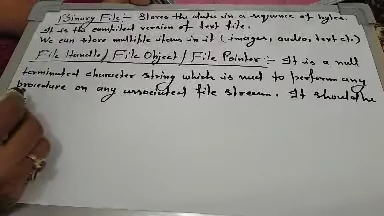 Binary File:- Stores the data in a sequence of bytes.
It is the compiled version of text file.
We can store multiple items in it (images, audio, text etc.)
File Handle / File Object / File Pointer:- It is a null
terminated character string which is used to perform any
procedure on any associated file stream. It should be